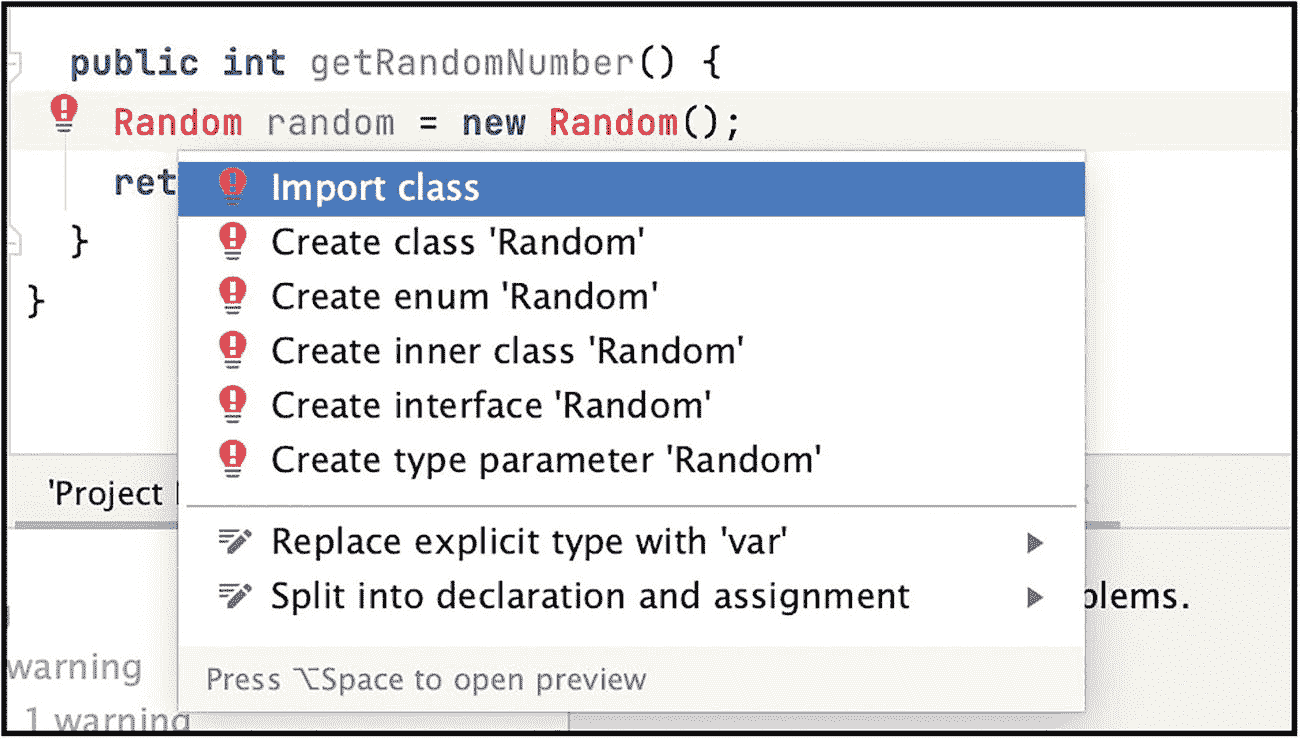 public int getRandomNumber() {
Random random = new Random();
ret
}
}
Import class
Create class 'Random'
Create enum 'Random'
Create inner class 'Random'
Create interface 'Random'
Create type parameter 'Random'
'Project
Replace explicit type with 'var'
Split into declaration and assignment
blems.
warning
Press ⌥Space to open preview
1 warning